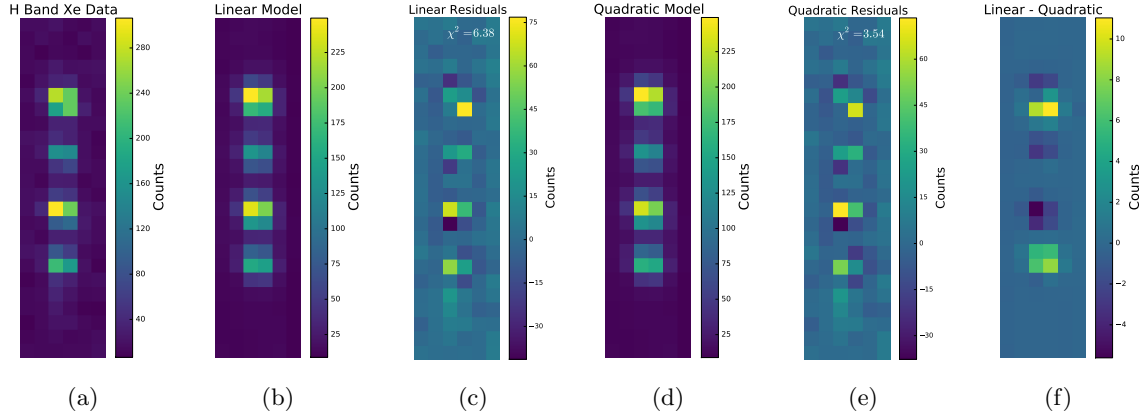 H Band Xe Data
280
240
200
160
120
80
40
Counts
(a)
Linear Model
225
200
175
150
125
100
75
50
25
Counts
(b)
Linear Residuals
χ² =6.38
75
60
45
30
15
0
−15
−30
Counts
(c)
Quadratic Model
225
200
175
150
125
100
75
50
25
Counts
(d)
Quadratic Residuals
χ² =3.54
60
45
30
15
0
−15
−30
Counts
(e)
Linear - Quadratic
10
8
6
4
2
0
−2
−4
Counts
(f)